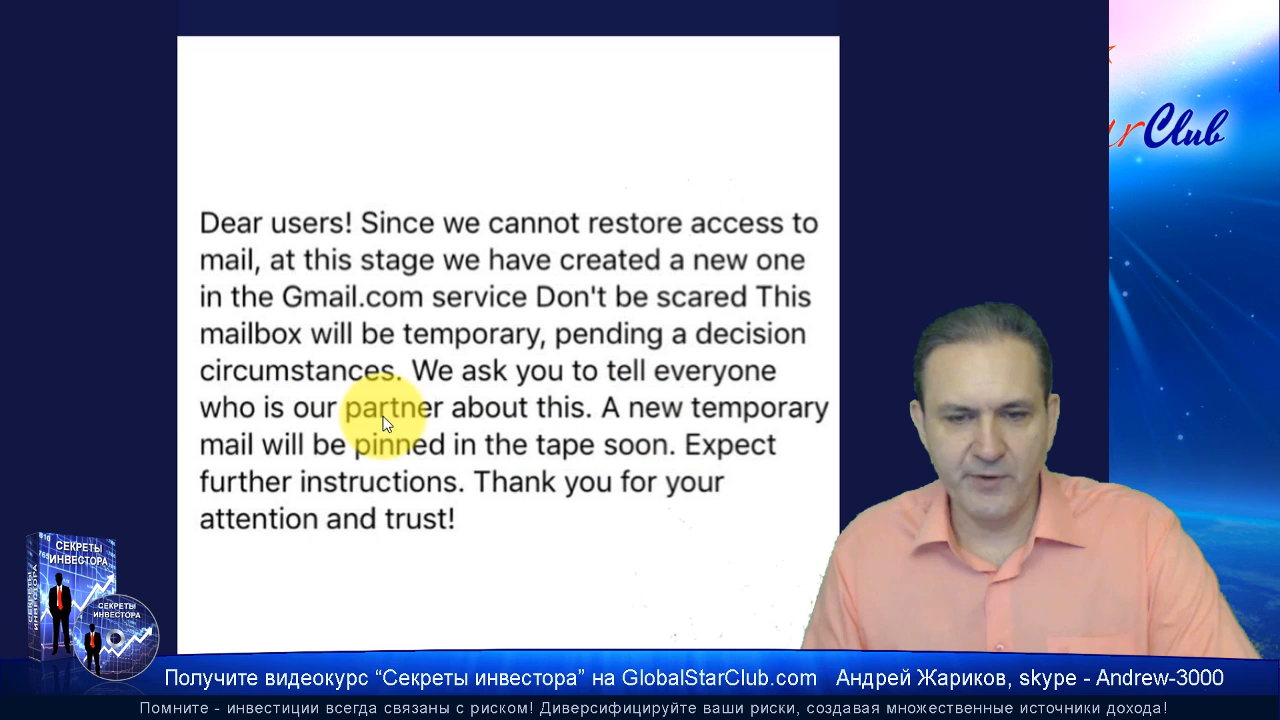 Club
Dear users! Since we cannot restore access to
mail, at this stage we have created a new one
in the Gmail.com service Don't be scared This
mailbox will be temporary, pending a decision
circumstances. We ask you to tell everyone
who is our partner about this. A new temporary
mail will be pinned in the tape soon. Expect
further instructions. Thank you for your
attention and trust!
СЕКРЕТЫ
ИНВЕСТОРА
СЕКРЕТЫ
ИНВЕСТОРА
Получите видеокурс “Секреты инвестора” на GlobalStarClub.com Андрей Жариков, skype - Andrew-3000
Помните - инвестиции всегда связаны с риском! Диверсифицируйте ваши риски, создавая множественные источники дохода!